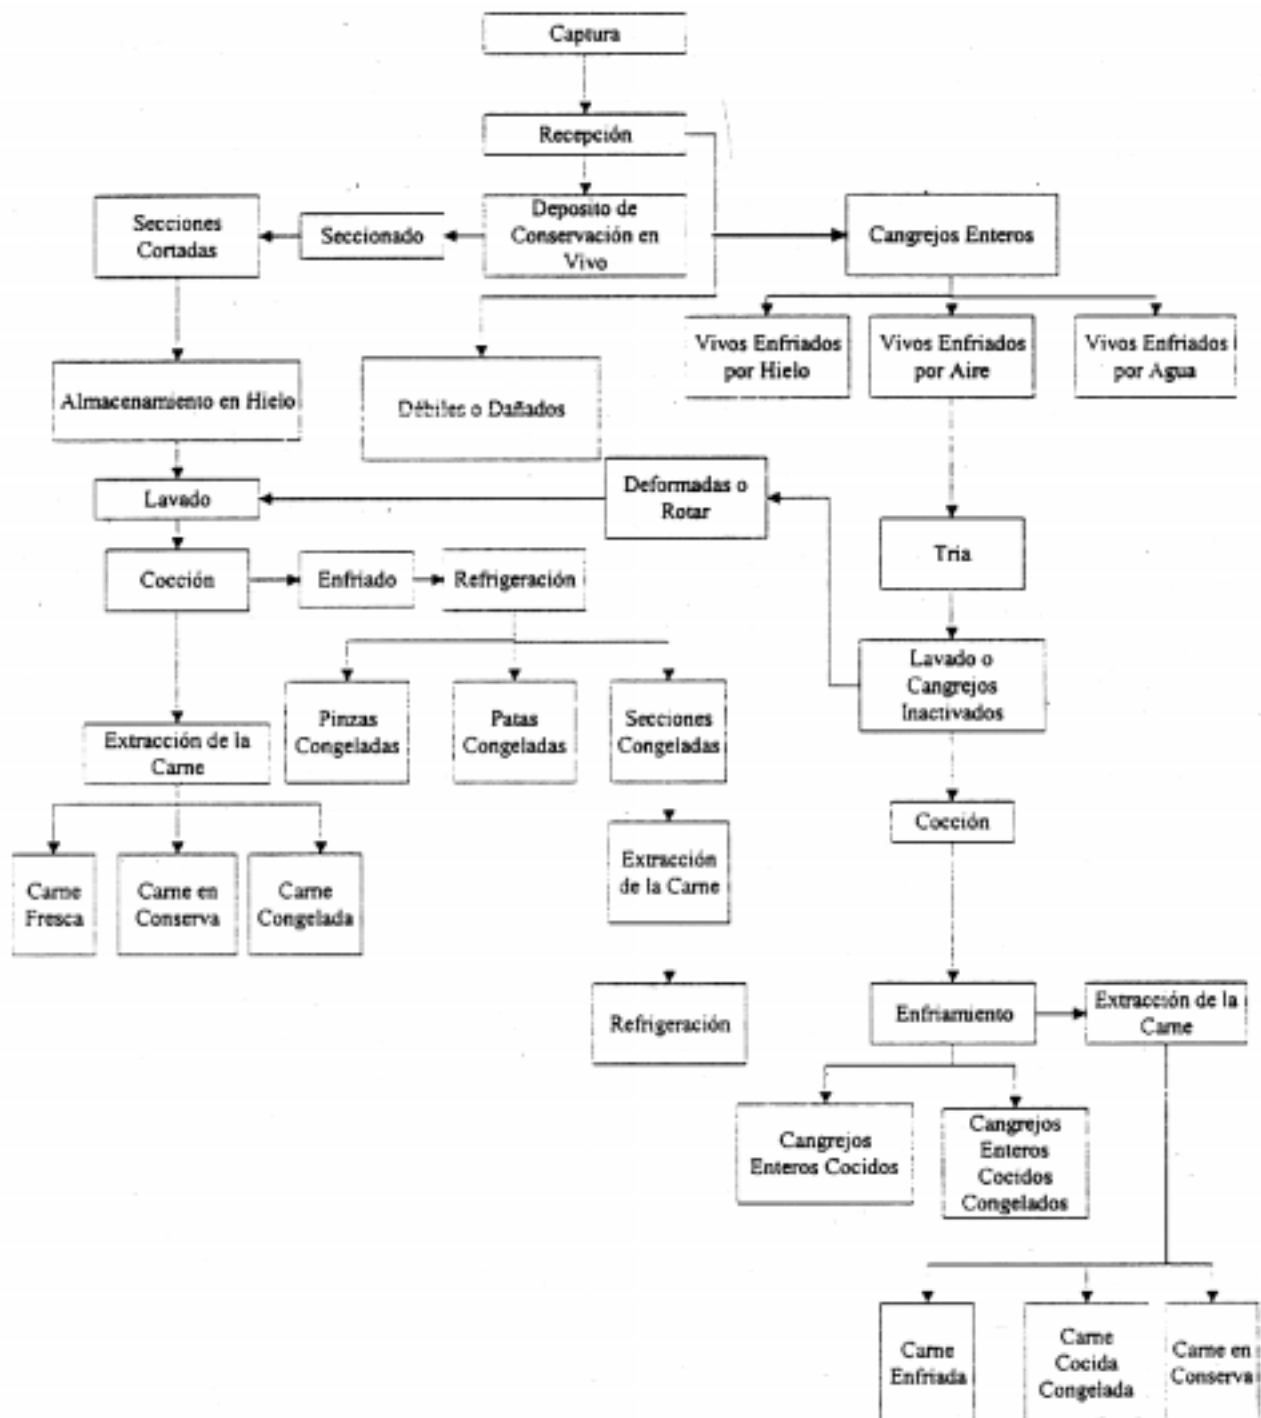 Captura
Recepción
Secciones
Cortadas
Seccionado
Deposito de
Conservación en
Vivo
Cangrejos Enteros
Vivos Enfriados
por Hielo
Vivos Enfriados
por Aire
Vivos Enfriados
por Agua
Almacenamiento en Hielo
Débiles o Dañados
Lavado
Deformadas o
Rotar
Tria
Cocción
Enfriado
Refrigeración
Lavado o
Cangrejos
Inactivados
Pinzas
Congeladas
Patas
Congeladas
Secciones
Congeladas
Extracción de la
Carne
Cocción
Carne
Fresca
Carne en
Conserva
Carne
Congelada
Extracción
de la Carne
Refrigeración
Enfriamiento
Extracción de la
Carne
Cangrejos
Enteros Cocidos
Cangrejos
Enteros
Cocidos
Congelados
Carne
Enfriada
Carne
Cocida
Congelada
Carne en
Conserva